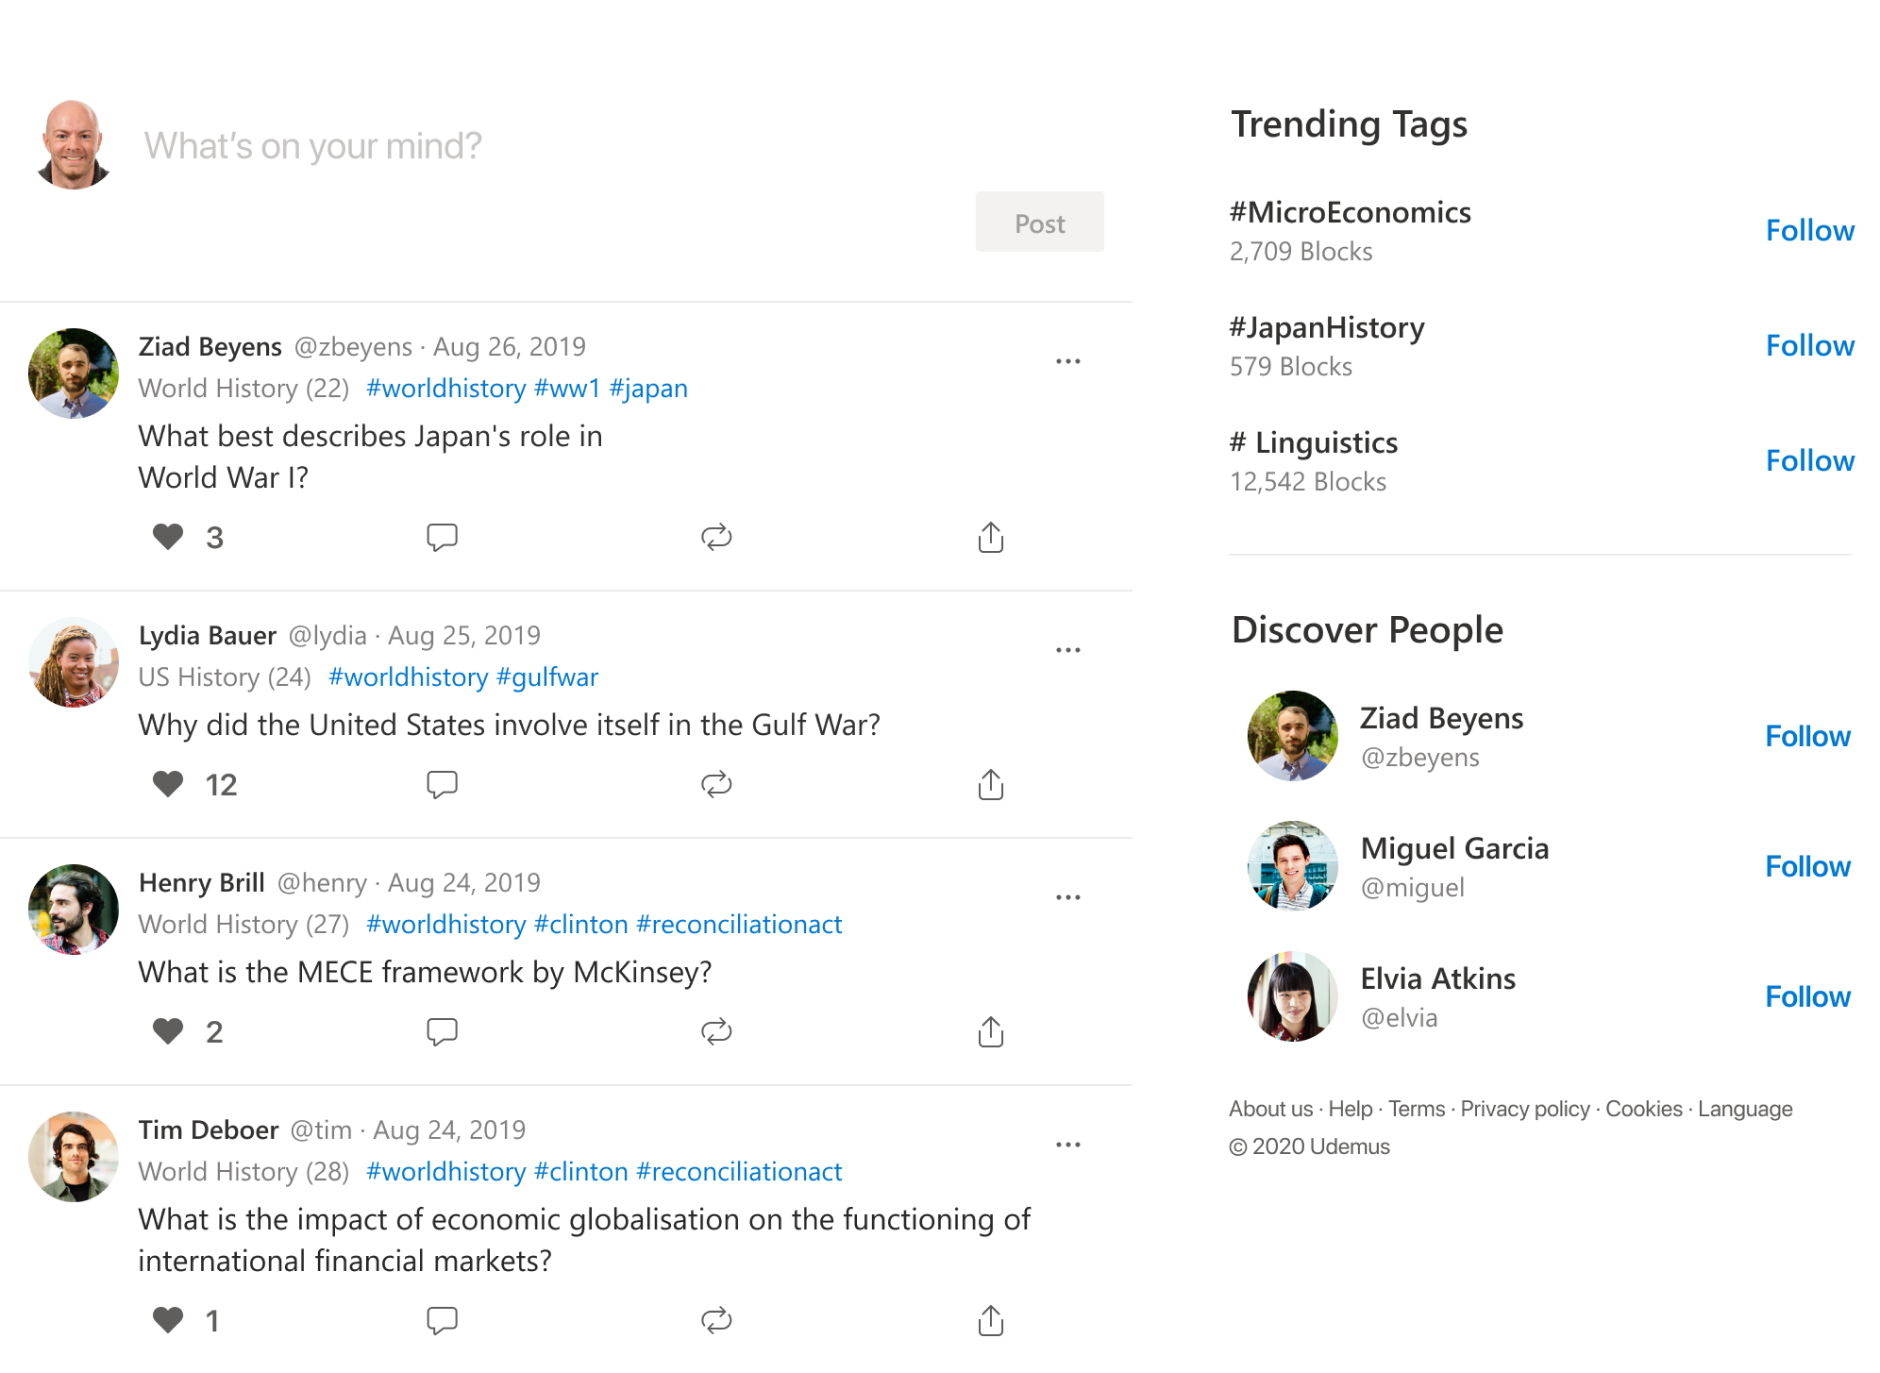 What's on your mind?
Post
Ziad Beyens @zbeyens · Aug 26, 2019
World History (22) #worldhistory #ww1 #japan
What best describes Japan's role in
World War I?
3
Lydia Bauer @lydia · Aug 25, 2019
US History (24) #worldhistory #gulfwar
Why did the United States involve itself in the Gulf War?
12
Henry Brill @henry · Aug 24, 2019
World History (27) #worldhistory #clinton #reconciliationact
What is the MECE framework by McKinsey?
2
Tim Deboer @tim · Aug 24, 2019
World History (28) #worldhistory #clinton #reconciliationact
What is the impact of economic globalisation on the functioning of
international financial markets?
1
Trending Tags
#MicroEconomics
2,709 Blocks
Follow
#JapanHistory
579 Blocks
Follow
# Linguistics
12,542 Blocks
Follow
Discover People
Ziad Beyens
@zbeyens
Follow
Miguel Garcia
@miguel
Follow
Elvia Atkins
@elvia
Follow
About us · Help · Terms · Privacy policy · Cookies · Language
© 2020 Udemus